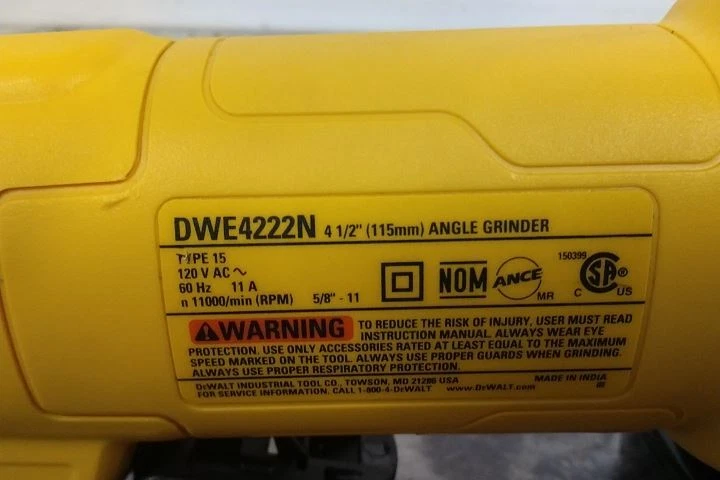 DWE4222N 4 1/2" (115mm) ANGLE GRINDER
TYPE 15
120 V AC ~
60 Hz 11 A
n 11000/min (RPM) 5/8" - 11
NOM ANCE MR
150399
C SA ® C US
⚠WARNING TO REDUCE THE RISK OF INJURY, USER MUST READ
INSTRUCTION MANUAL. ALWAYS WEAR EYE
PROTECTION. USE ONLY ACCESSORIES RATED AT LEAST EQUAL TO THE MAXIMUM
SPEED MARKED ON THE TOOL. ALWAYS USE PROPER GUARDS WHEN GRINDING.
ALWAYS USE PROPER RESPIRATORY PROTECTION.
DeWALT INDUSTRIAL TOOL CO., TOWSON, MD 21286 USA MADE IN INDIA
FOR SERVICE INFORMATION, CALL 1-800-4-DeWALT www.DeWALT.com